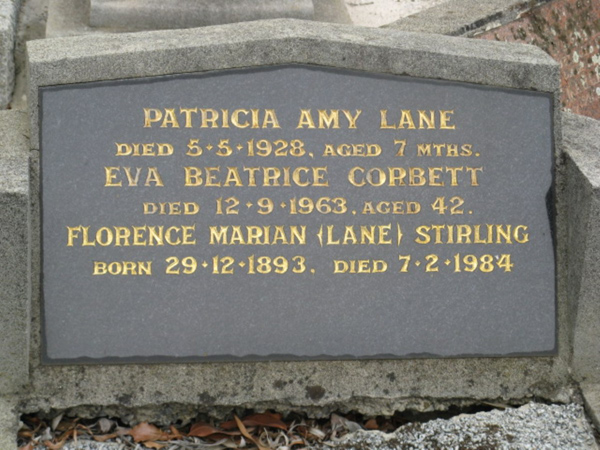 PATRICIA AMY LANE
DIED 5·5·1928, AGED 7 MTHS.
EVA BEATRICE CORBETT
DIED 12·9·1963, AGED 42.
FLORENCE MARIAN (LANE) STIRLING
BORN 29·12·1893. DIED 7·2·1984